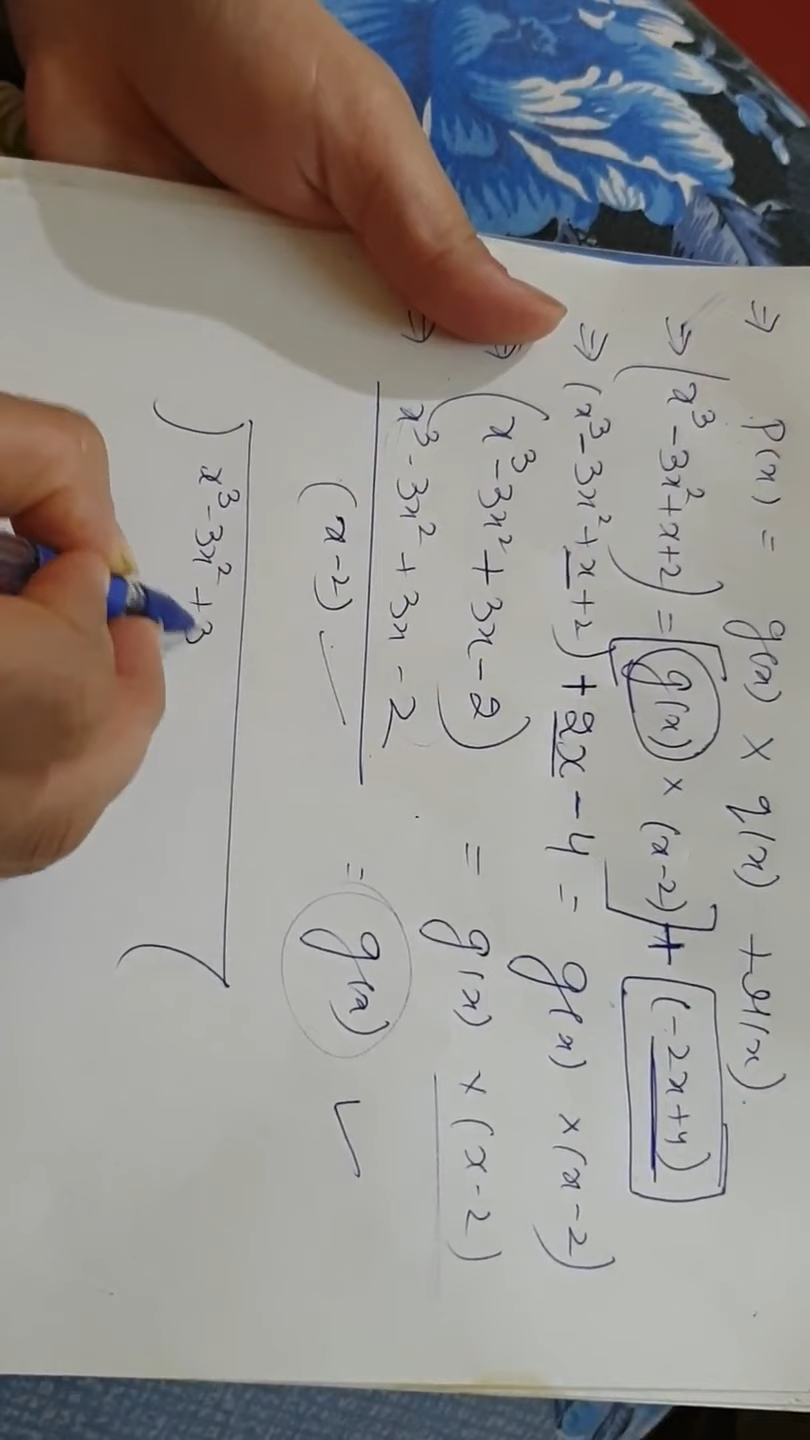 ⇒ p(x) = g(x) × q(x) + r(x).
⇒ (x³ - 3x² + x + 2) = g(x) × (x-2) + (-2x+4)
⇒ (x³ - 3x² + x + 2) + 2x - 4 = g(x) × (x-2)
⇒ (x³ - 3x² + 3x - 2) = g(x) × (x-2)
⇒ x³ - 3x² + 3x - 2
(x-2) = g(x)
x³ - 3x² + 3